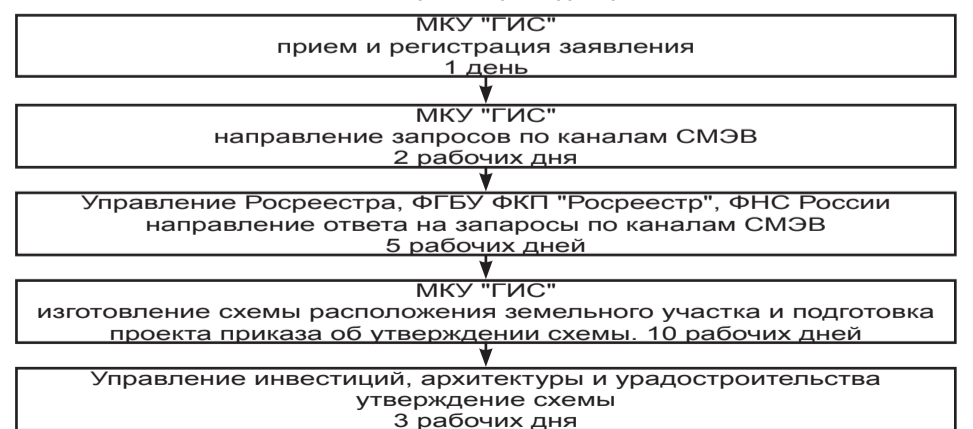 МКУ "ГИС"
прием и регистрация заявления
1 день
МКУ "ГИС"
направление запросов по каналам СМЭВ
2 рабочих дня
Управление Росреестра, ФГБУ ФКП "Росреестр", ФНС России
направление ответа на запаросы по каналам СМЭВ
5 рабочих дней
МКУ "ГИС"
изготовление схемы расположения земельного участка и подготовка
проекта приказа об утверждении схемы. 10 рабочих дней
Управление инвестиций, архитектуры и урадостроительства
утверждение схемы
3 рабочих дня